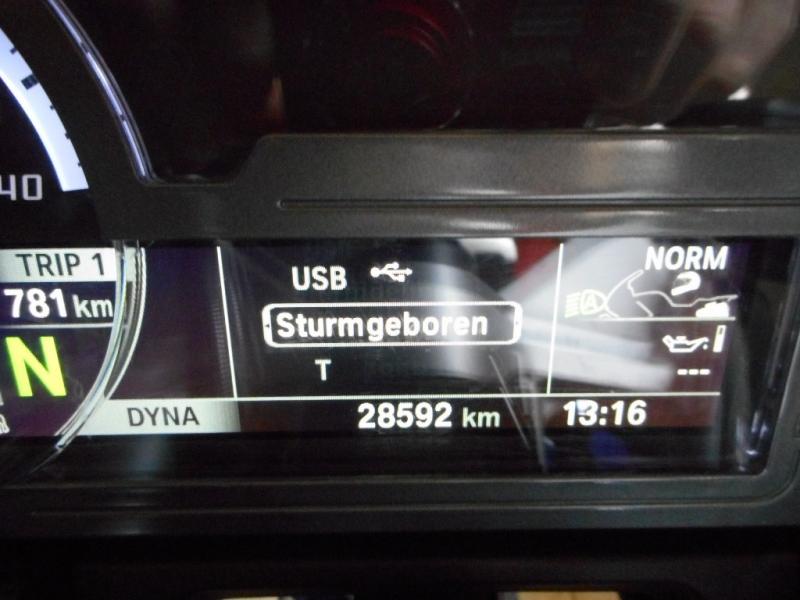 40
TRIP 1
781 km
N
DYNA
USB
Sturmgeboren
T
28592 km
NORM
A
---
13:16